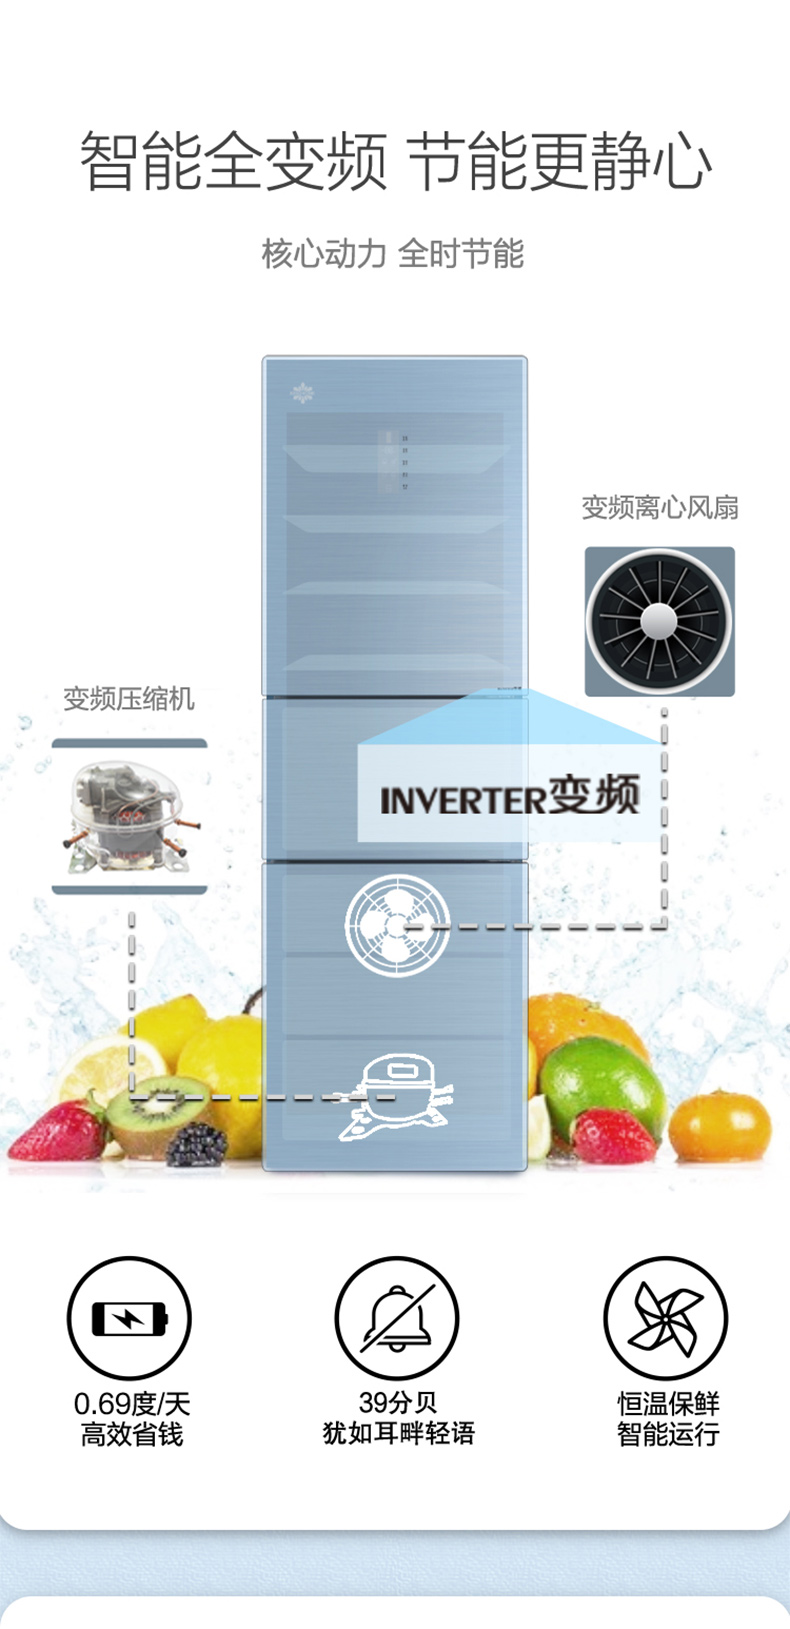 智能全变频 节能更静心
核心动力 全时节能
变频离心风扇
变频压缩机
INVERTER变频
0.69度/天
高效省钱
39分贝
犹如耳畔轻语
恒温保鲜
智能运行